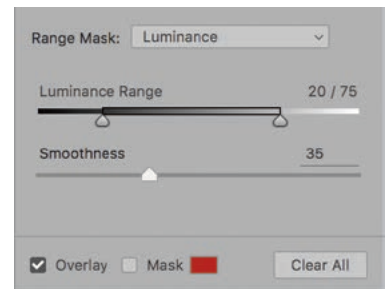 Range Mask: Luminance
Luminance Range 20 / 75
Smoothness 35
Overlay Mask Clear All